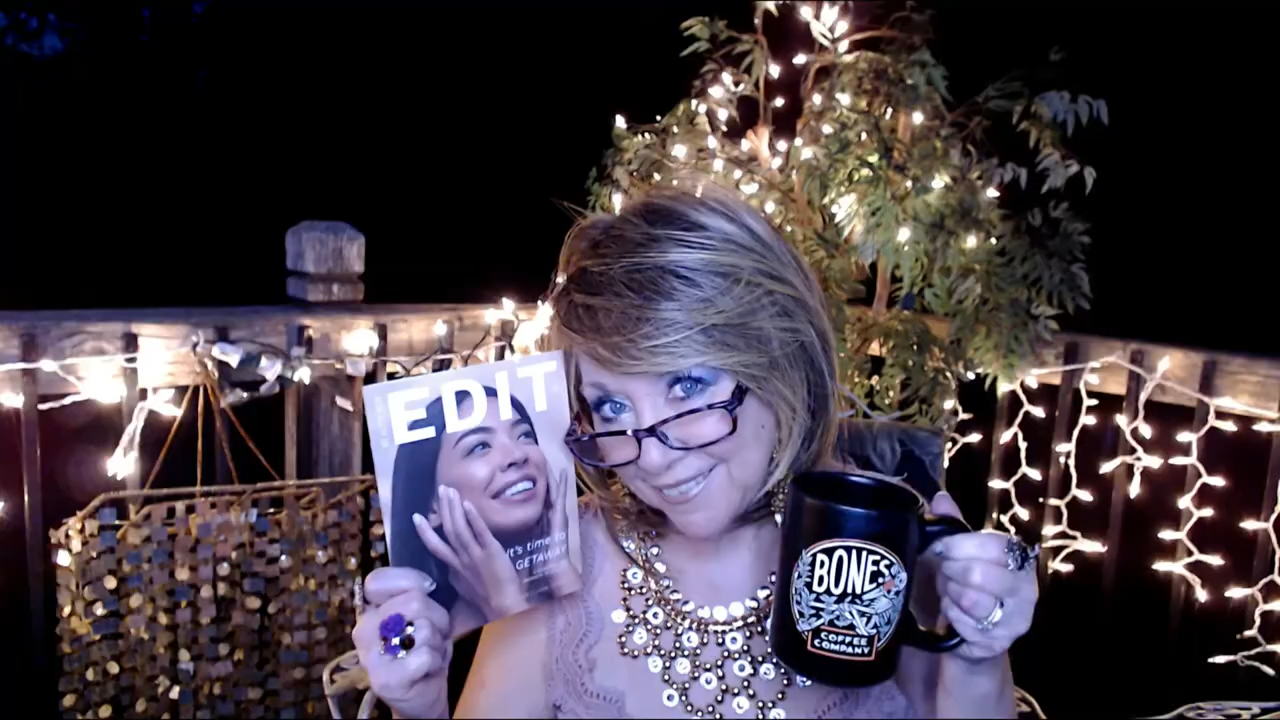 EDIT
It's time to
GETAWAY
BONES
COFFEE
COMPANY